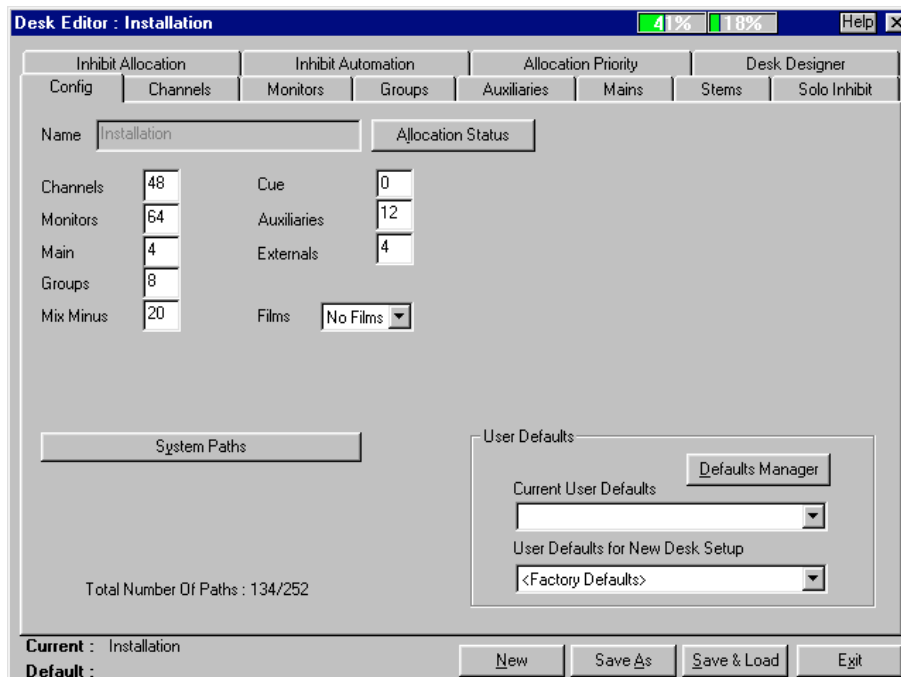 Desk Editor : Installation 41% 18% Help X
Inhibit Allocation Inhibit Automation Allocation Priority Desk Designer
Config Channels Monitors Groups Auxiliaries Mains Stems Solo Inhibit
Name Installation Allocation Status
Channels 48 Cue 0
Monitors 64 Auxiliaries 12
Main 4 Externals 4
Groups 8
Mix Minus 20 Films No Films
System Paths User Defaults
Defaults Manager
Current User Defaults
User Defaults for New Desk Setup
<Factory Defaults>
Total Number Of Paths : 134/252
Current : Installation
Default :
New Save As Save & Load Exit